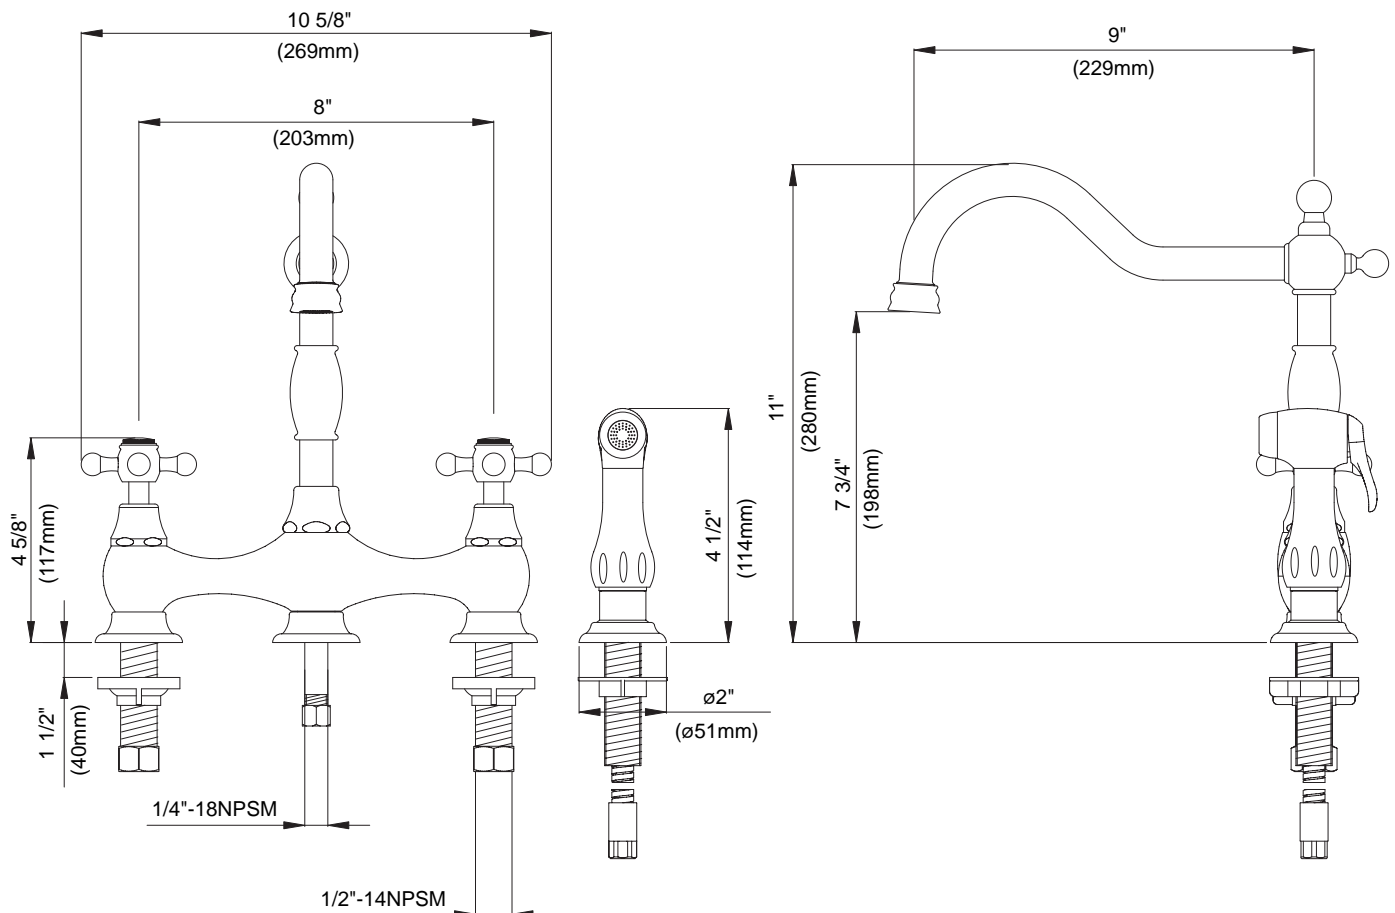 10 5/8"
(269mm)
8"
(203mm)
9"
(229mm)
11"
(280mm)
7 3/4"
(198mm)
4 5/8"
(117mm)
4 1/2"
(114mm)
1 1/2"
(40mm)
ø2"
(ø51mm)
1/4"-18NPSM
1/2"-14NPSM